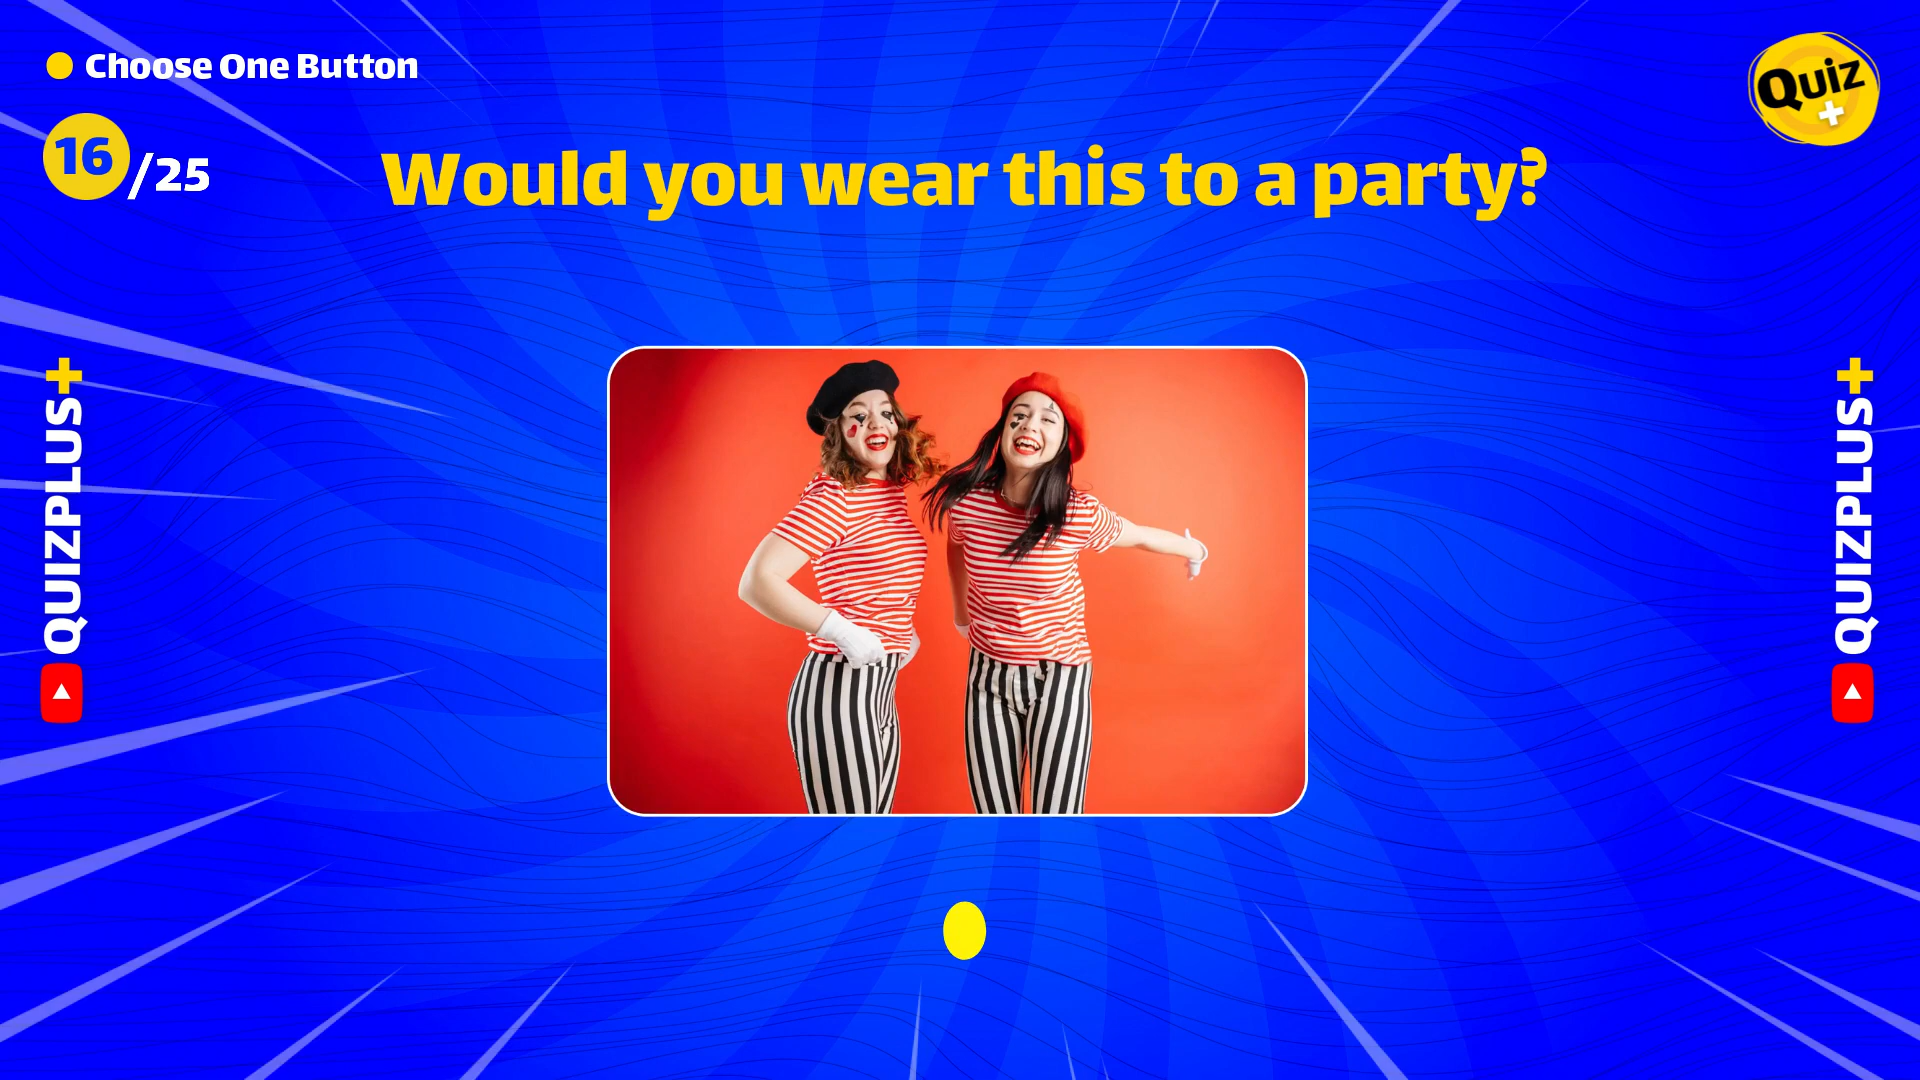 Choose One Button
16/25
Would you wear this to a party?
Quiz
+
QUIZPLUS+
QUIZPLUS+